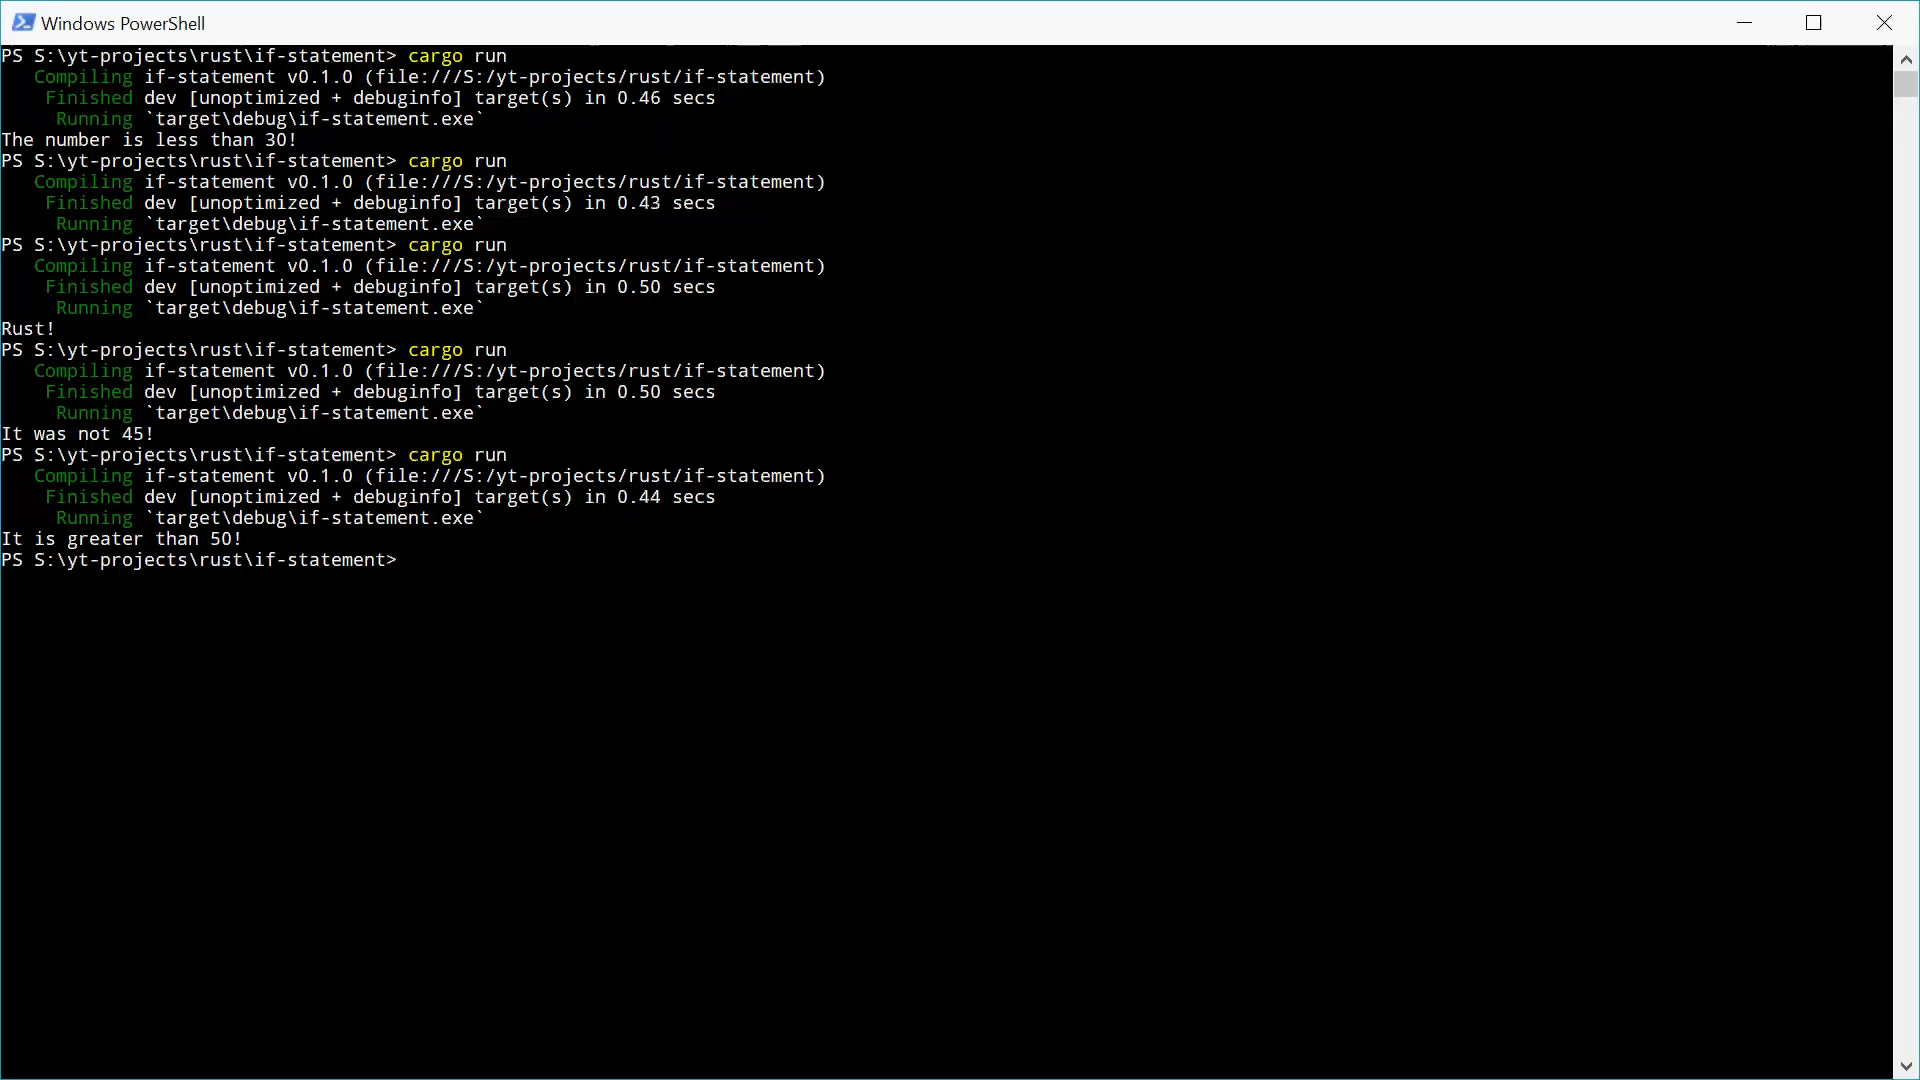 Windows PowerShell
PS S:\yt-projects\rust\if-statement> cargo run
   Compiling if-statement v0.1.0 (file:///S:/yt-projects/rust/if-statement)
    Finished dev [unoptimized + debuginfo] target(s) in 0.46 secs
     Running `target\debug\if-statement.exe`
The number is less than 30!
PS S:\yt-projects\rust\if-statement> cargo run
   Compiling if-statement v0.1.0 (file:///S:/yt-projects/rust/if-statement)
    Finished dev [unoptimized + debuginfo] target(s) in 0.43 secs
     Running `target\debug\if-statement.exe`
PS S:\yt-projects\rust\if-statement> cargo run
   Compiling if-statement v0.1.0 (file:///S:/yt-projects/rust/if-statement)
    Finished dev [unoptimized + debuginfo] target(s) in 0.50 secs
     Running `target\debug\if-statement.exe`
Rust!
PS S:\yt-projects\rust\if-statement> cargo run
   Compiling if-statement v0.1.0 (file:///S:/yt-projects/rust/if-statement)
    Finished dev [unoptimized + debuginfo] target(s) in 0.50 secs
     Running `target\debug\if-statement.exe`
It was not 45!
PS S:\yt-projects\rust\if-statement> cargo run
   Compiling if-statement v0.1.0 (file:///S:/yt-projects/rust/if-statement)
    Finished dev [unoptimized + debuginfo] target(s) in 0.44 secs
     Running `target\debug\if-statement.exe`
It is greater than 50!
PS S:\yt-projects\rust\if-statement>